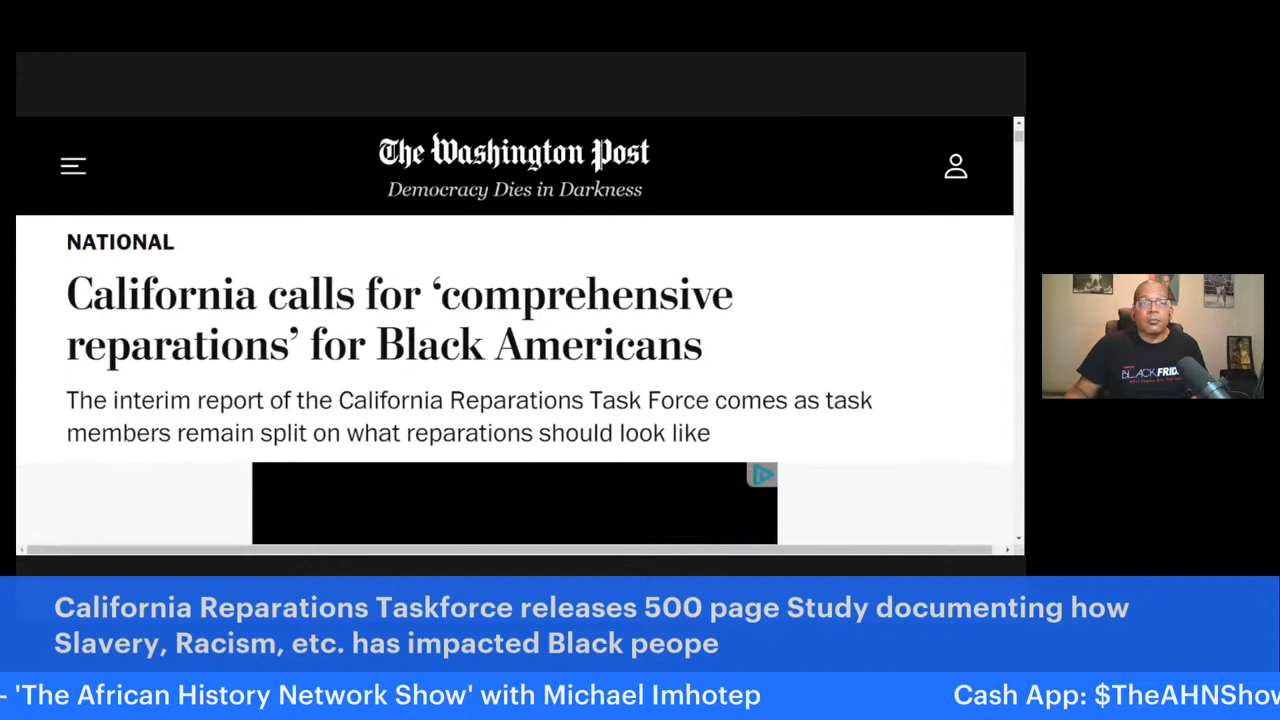 The Washington Post
Democracy Dies in Darkness
NATIONAL
California calls for ‘comprehensive
reparations’ for Black Americans
The interim report of the California Reparations Task Force comes as task
members remain split on what reparations should look like
BLACK FRID
California Reparations Taskforce releases 500 page Study documenting how
Slavery, Racism, etc. has impacted Black peope
- 'The African History Network Show' with Michael Imhotep
Cash App: $TheAHNShow